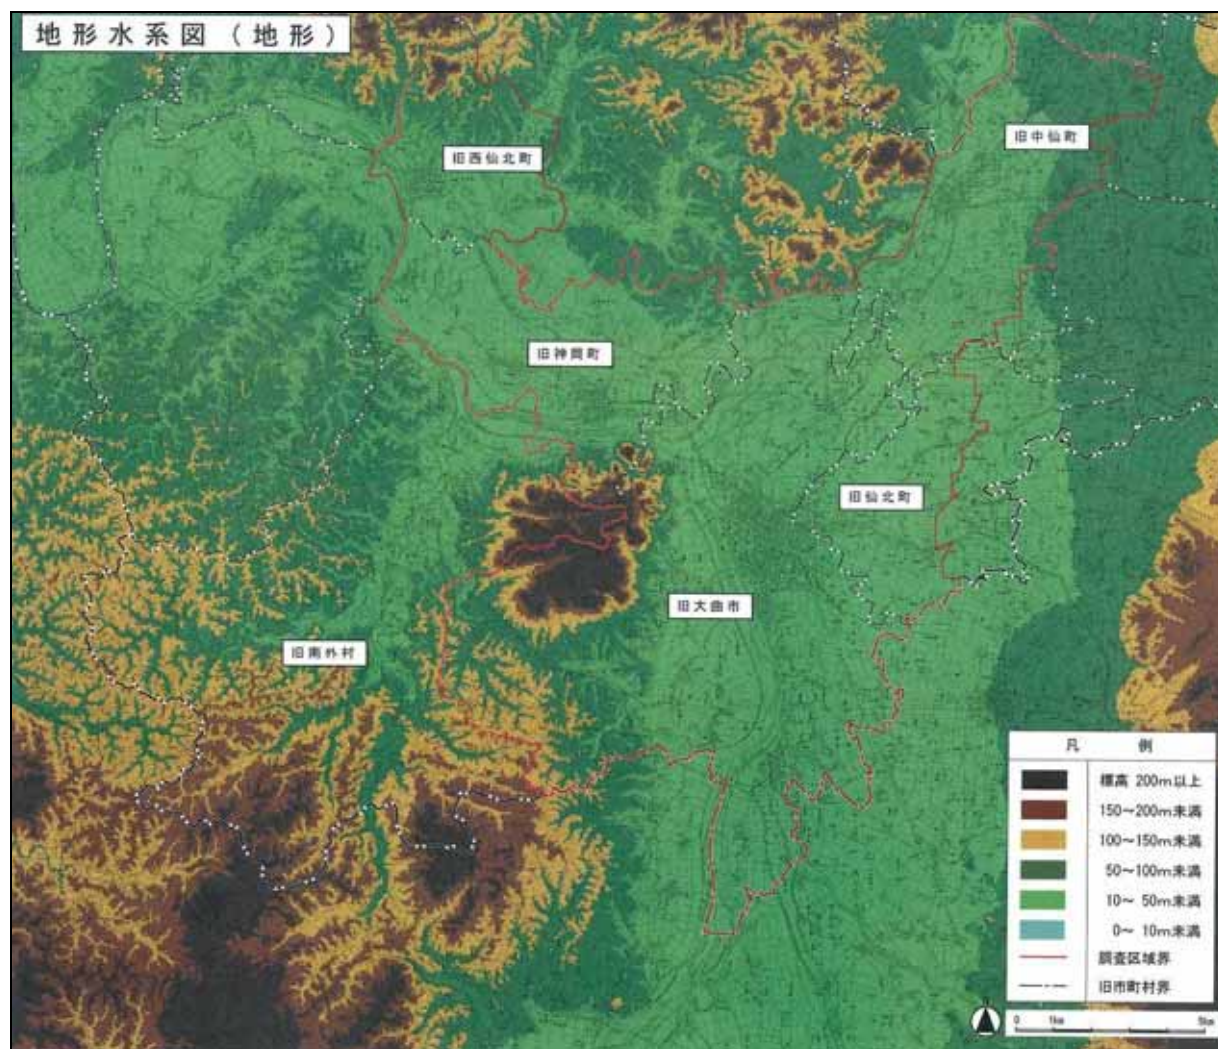 地形水系図（地形）
旧中仙町
旧西仙北町
旧神岡町
旧仙北町
旧大曲市
旧南外村
凡 例
標高 200m以上
150～200m未満
100～150m未満
50～100m未満
10～ 50m未満
0～ 10m未満
調査区域界
旧市町村界
0 1km 5km